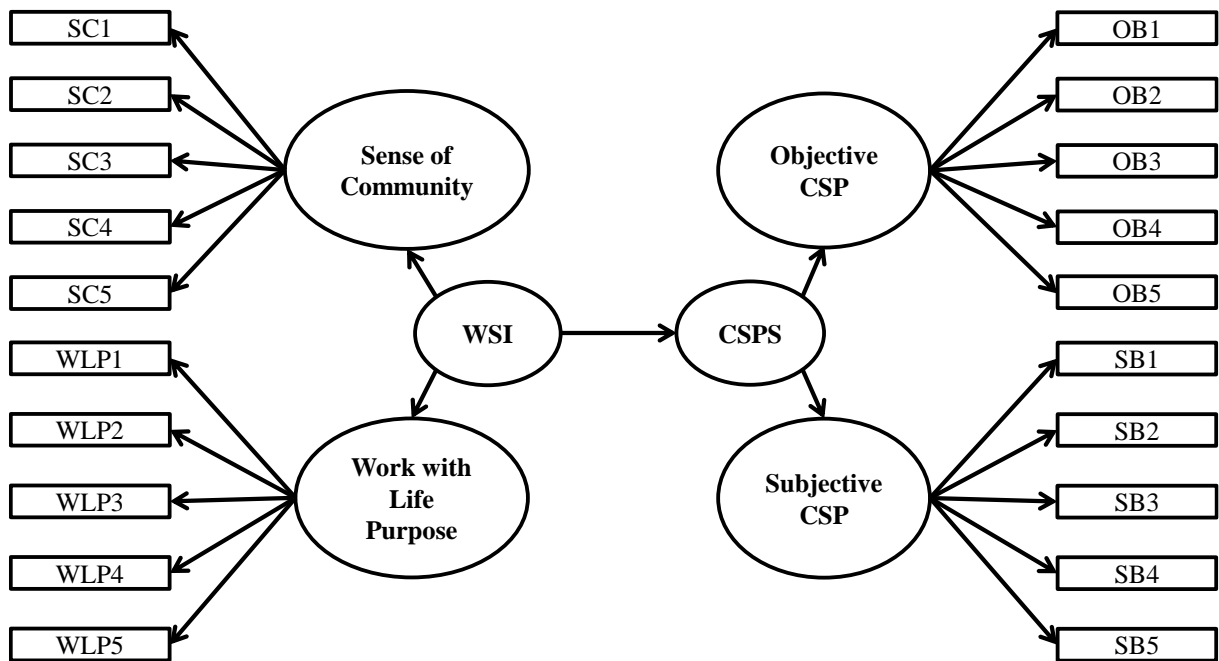 SC1
SC2
SC3
SC4
SC5
WLP1
WLP2
WLP3
WLP4
WLP5
Sense of
Community
Work with
Life
Purpose
WSI
CSPS
Objective
CSP
Subjective
CSP
OB1
OB2
OB3
OB4
OB5
SB1
SB2
SB3
SB4
SB5